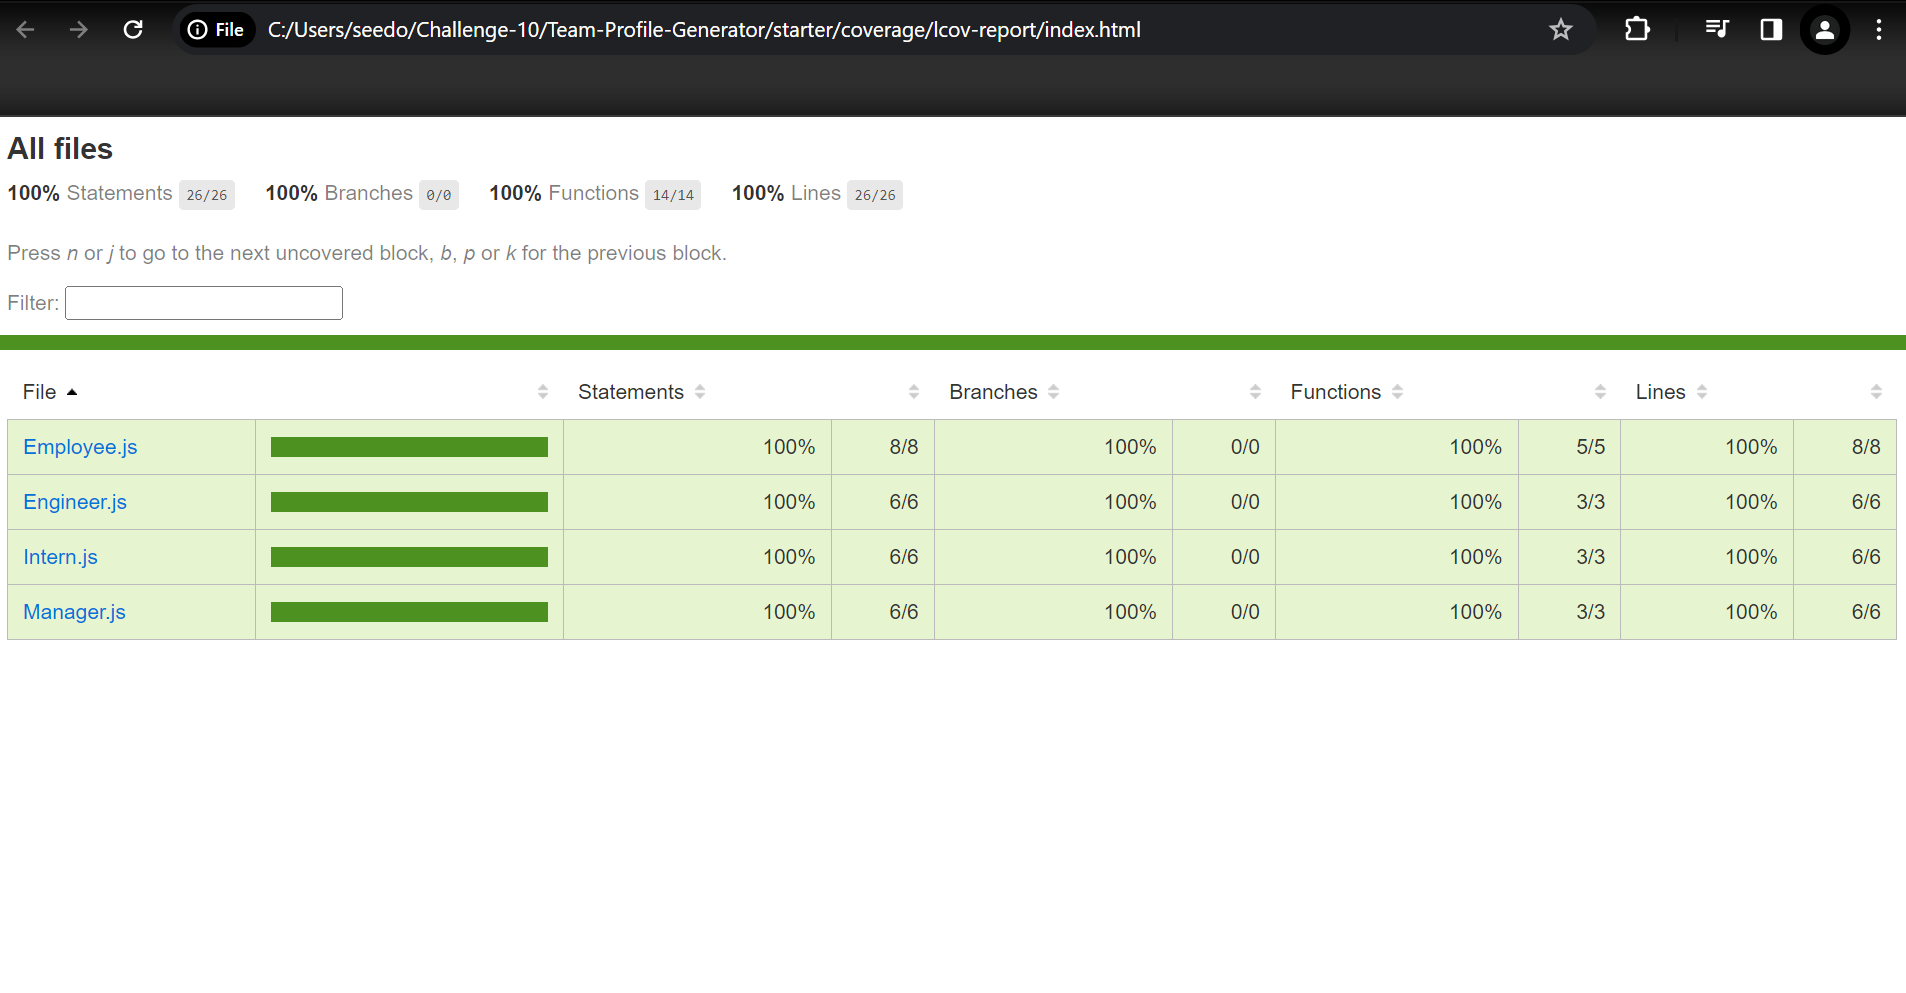 File C:/Users/seedo/Challenge-10/Team-Profile-Generator/starter/coverage/lcov-report/index.html
All files
100% Statements 26/26 100% Branches 0/0 100% Functions 14/14 100% Lines 26/26
Press n or j to go to the next uncovered block, b, p or k for the previous block.
Filter:
File Statements Branches Functions Lines
Employee.js 100% 8/8 100% 0/0 100% 5/5 100% 8/8
Engineer.js 100% 6/6 100% 0/0 100% 3/3 100% 6/6
Intern.js 100% 6/6 100% 0/0 100% 3/3 100% 6/6
Manager.js 100% 6/6 100% 0/0 100% 3/3 100% 6/6